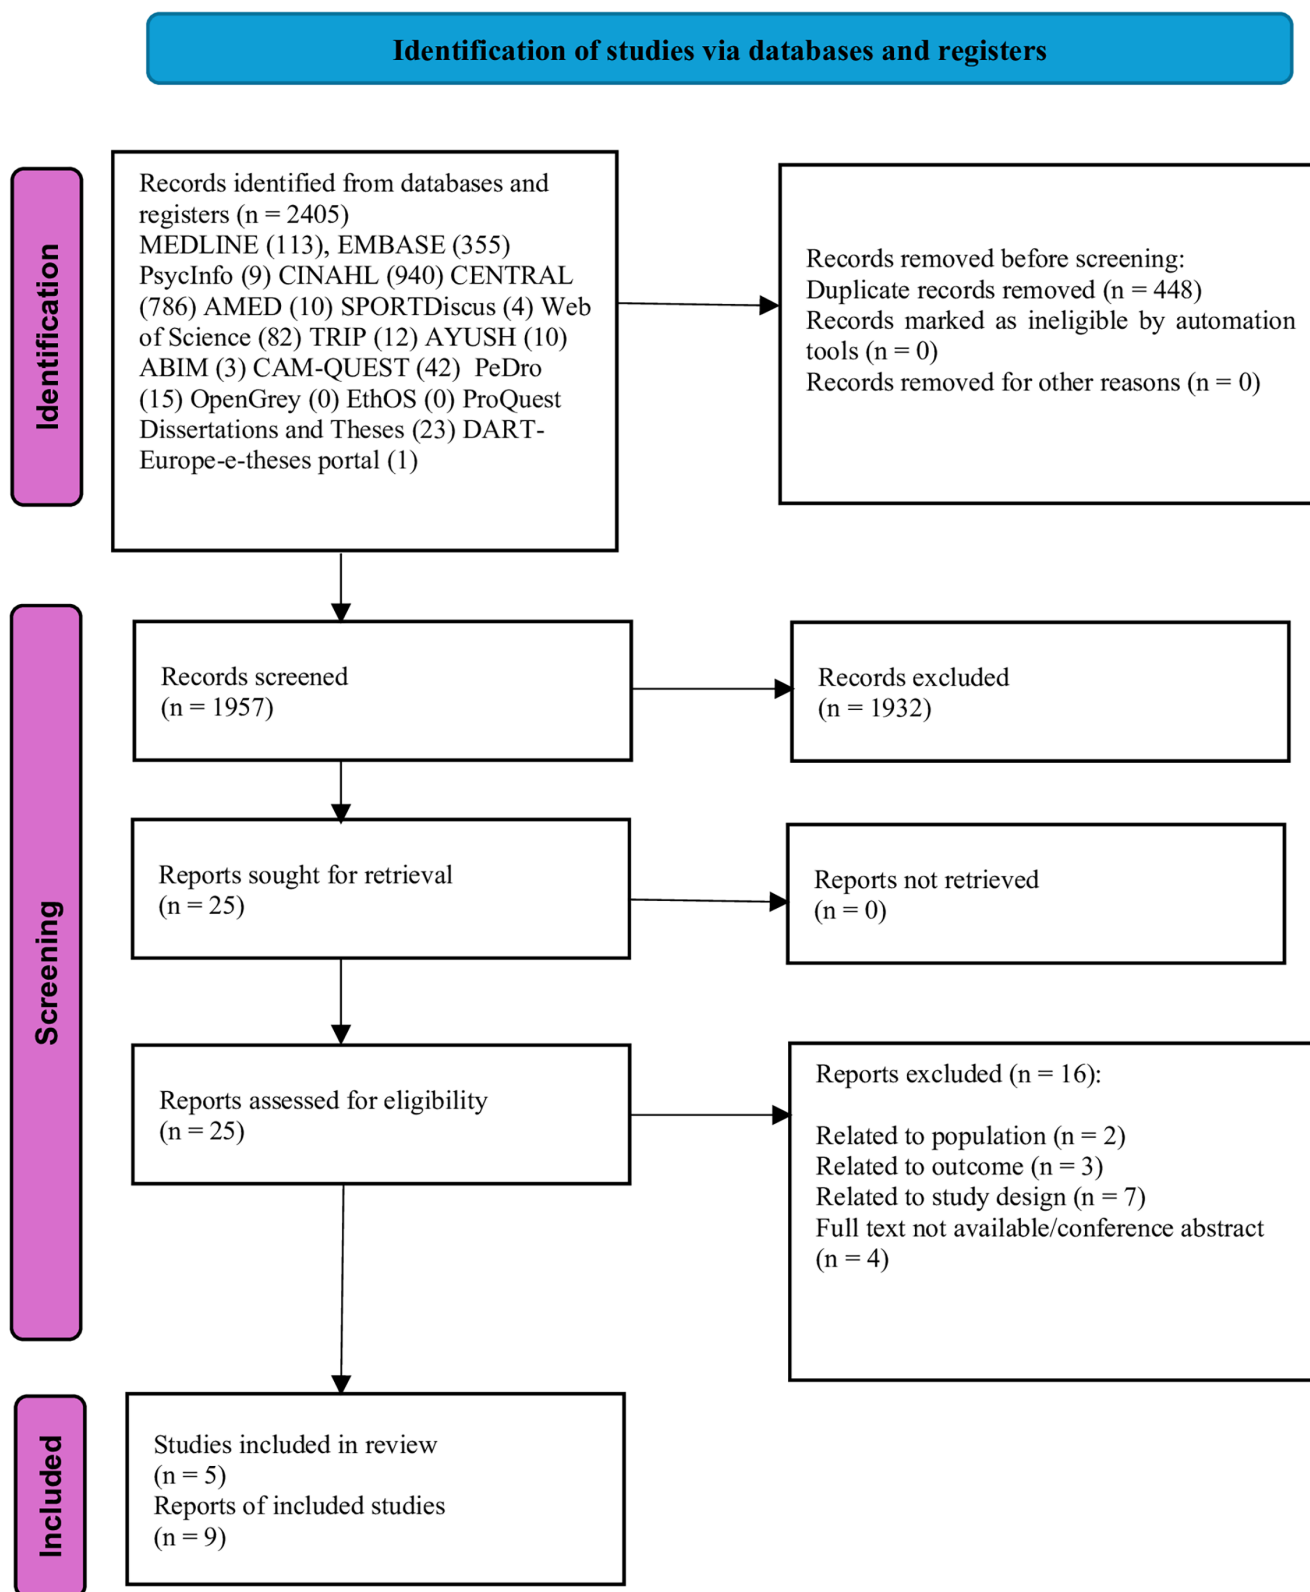 Identification of studies via databases and registers
Identification
Records identified from databases and
registers (n = 2405)
MEDLINE (113), EMBASE (355)
PsycInfo (9) CINAHL (940) CENTRAL
(786) AMED (10) SPORTDiscus (4) Web
of Science (82) TRIP (12) AYUSH (10)
ABIM (3) CAM-QUEST (42) PeDro
(15) OpenGrey (0) EthOS (0) ProQuest
Dissertations and Theses (23) DART-
Europe-e-theses portal (1)
Records removed before screening:
Duplicate records removed (n = 448)
Records marked as ineligible by automation
tools (n = 0)
Records removed for other reasons (n = 0)
Screening
Records screened
(n = 1957)
Records excluded
(n = 1932)
Reports sought for retrieval
(n = 25)
Reports not retrieved
(n = 0)
Reports assessed for eligibility
(n = 25)
Reports excluded (n = 16):
Related to population (n = 2)
Related to outcome (n = 3)
Related to study design (n = 7)
Full text not available/conference abstract
(n = 4)
Included
Studies included in review
(n = 5)
Reports of included studies
(n = 9)